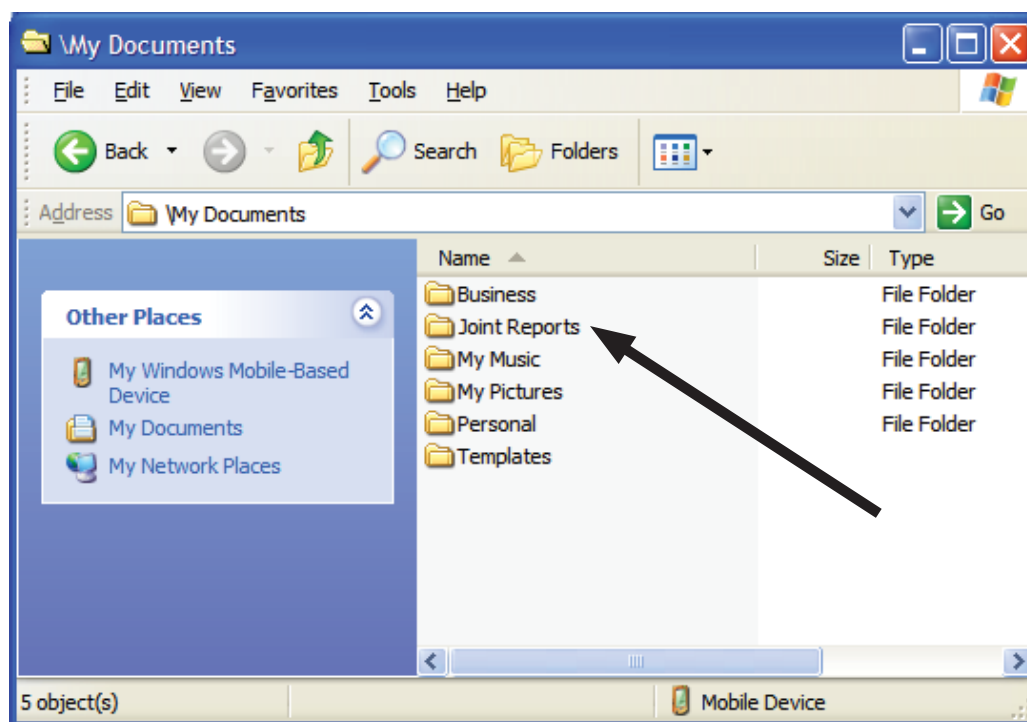 \My Documents
File Edit View Favorites Tools Help
Back Search Folders
Address \My Documents Go
Name Size Type
Other Places
My Windows Mobile-Based
Device
My Documents
My Network Places
Business File Folder
Joint Reports File Folder
My Music File Folder
My Pictures File Folder
Personal File Folder
Templates
5 object(s) Mobile Device